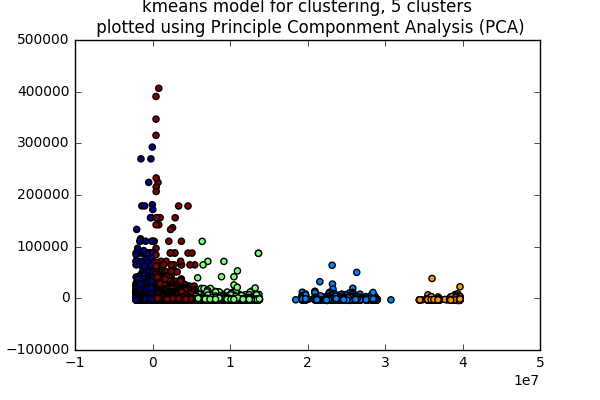 kmeans model for clustering, 5 clusters
plotted using Principle Componment Analysis (PCA)
500000
400000
300000
200000
100000
0
−100000
−1 0 1 2 3 4 5
1e7